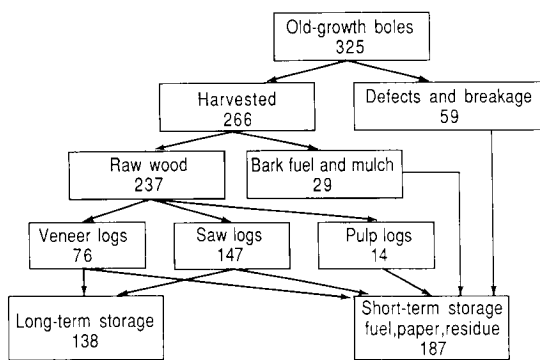 Old-growth boles
325
Harvested
266
Defects and breakage
59
Raw wood
237
Bark fuel and mulch
29
Veneer logs
76
Saw logs
147
Pulp logs
14
Long-term storage
138
Short-term storage
fuel,paper,residue
187